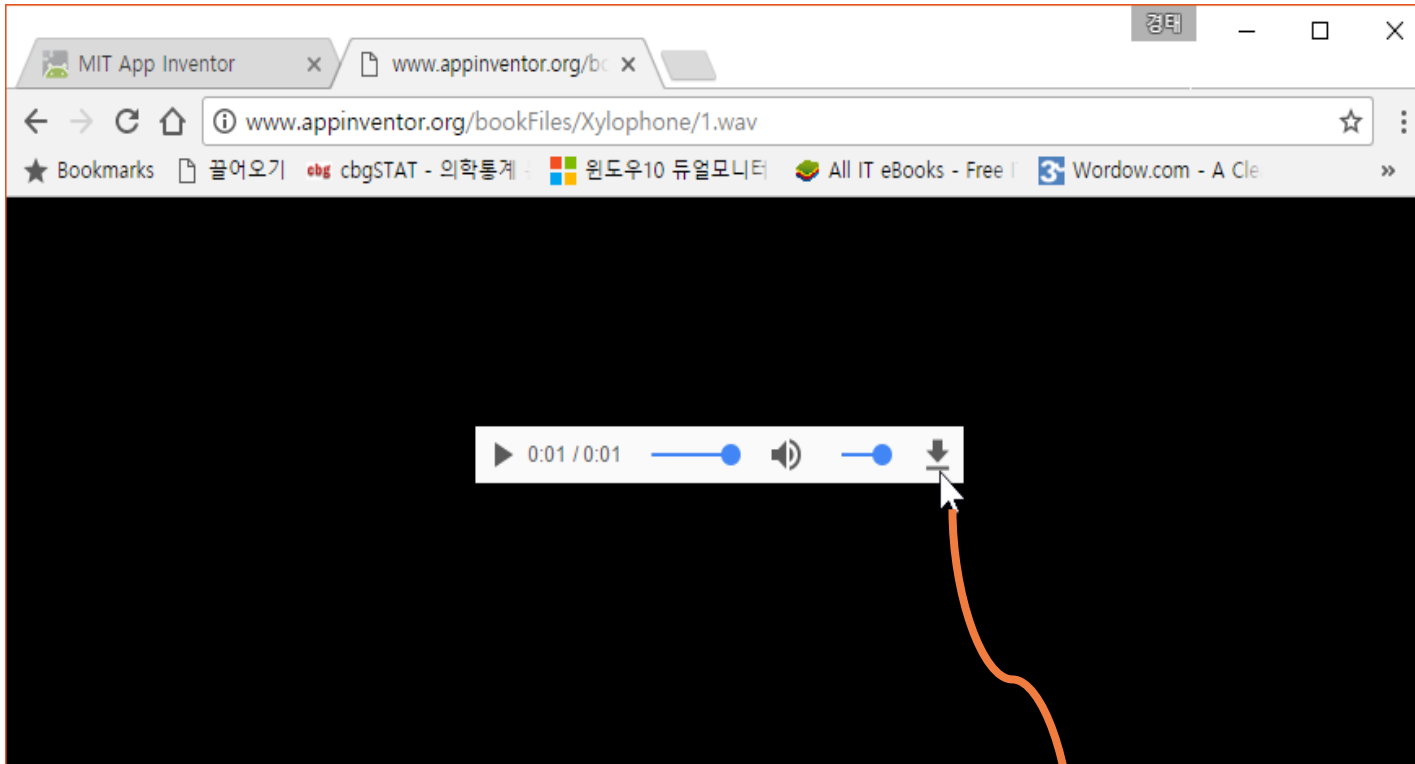 경태
MIT App Inventor
www.appinventor.org/bo
www.appinventor.org/bookFiles/Xylophone/1.wav
Bookmarks 끌어오기 cbg cbgSTAT - 의학통계 윈도우10 듀얼모니터 All IT eBooks - Free Wordow.com - A Cle
0:01 / 0:01